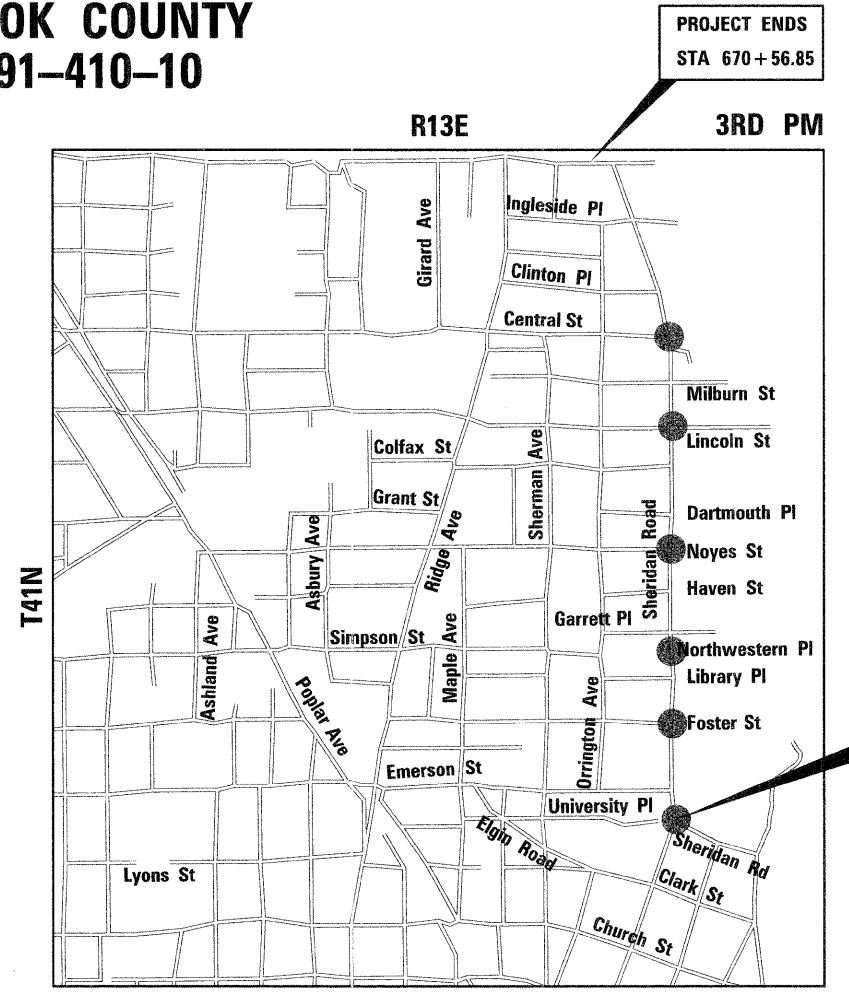 OK COUNTY
91–410–10
PROJECT ENDS
STA 670+56.85
R13E
3RD PM
T41N
Ingleside Pl
Girard Ave
Clinton Pl
Central St
Milburn St
Lincoln St
Colfax St
Sherman Ave
Grant St
Dartmouth Pl
Asbury Ave
Ridge Ave
Sheridan Road
Noyes St
Haven St
Garrett Pl
Ashland Ave
Simpson St
Maple Ave
Northwestern Pl
Library Pl
Poplar Ave
Orrington Ave
Foster St
Emerson St
University Pl
Elgin Road
Sheridan Rd
Lyons St
Clark St
Church St